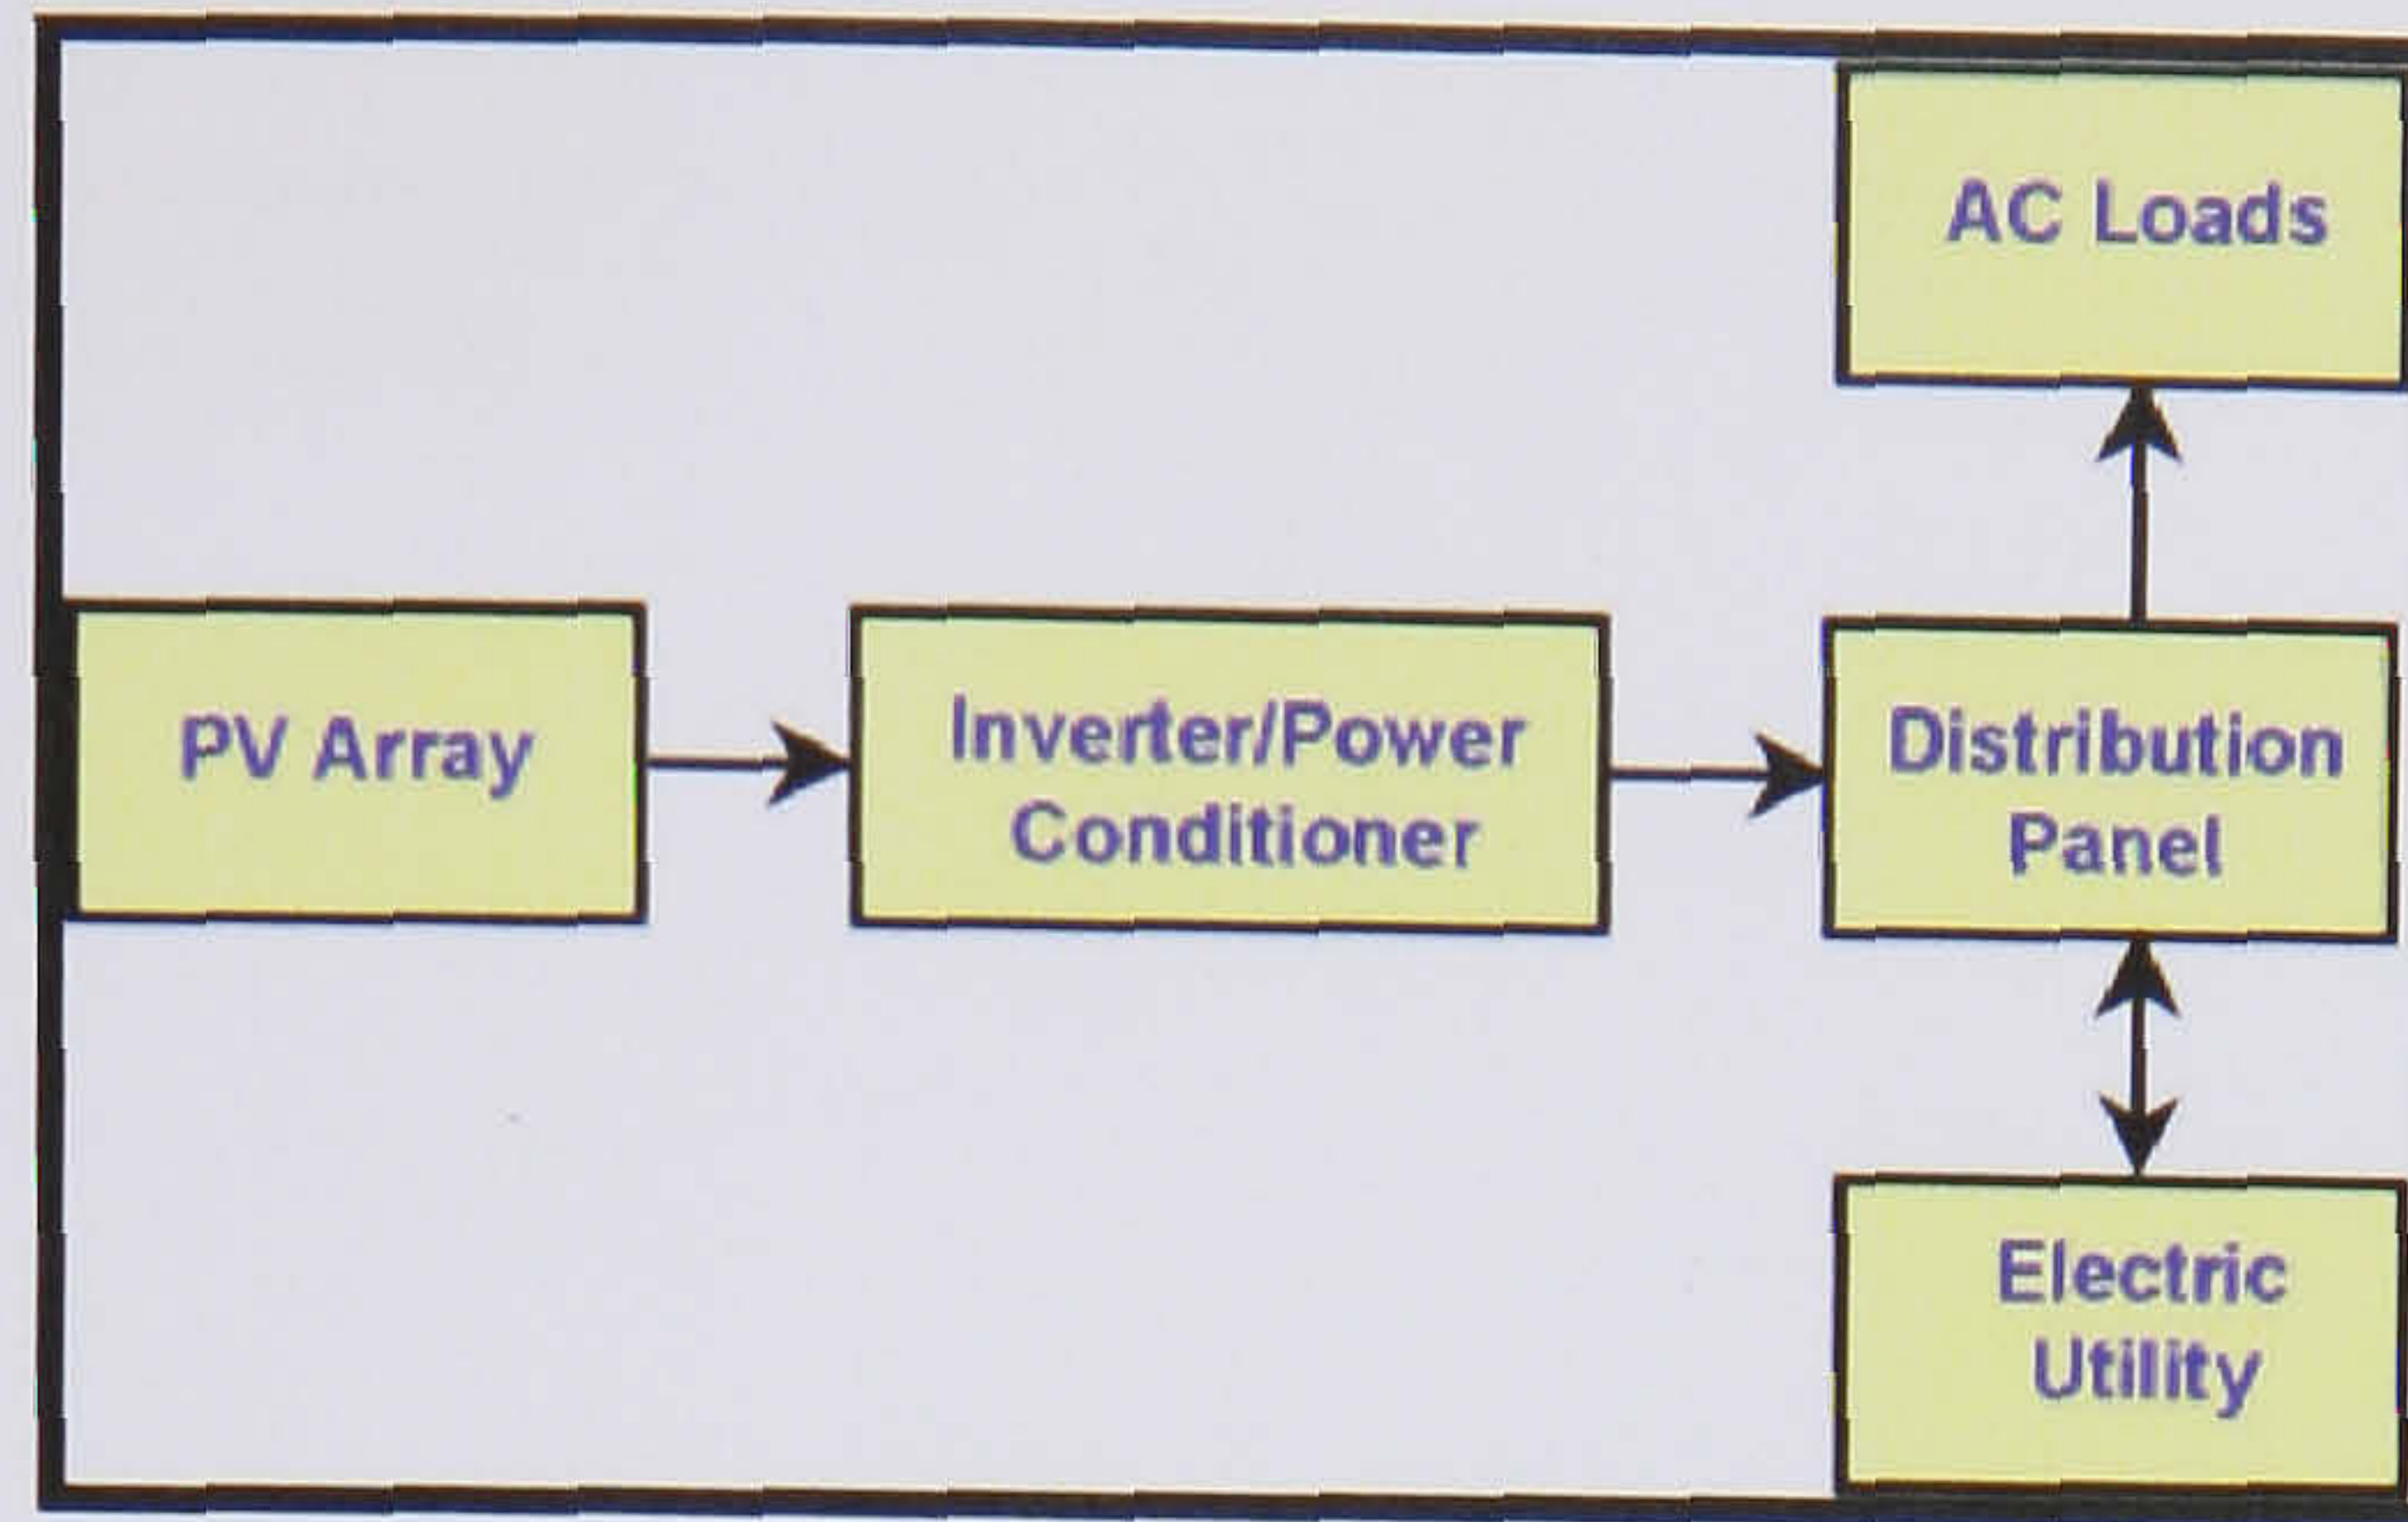 AC Loads
PV Array
Inverter/Power
Conditioner
Distribution
Panel
Electric
Utility